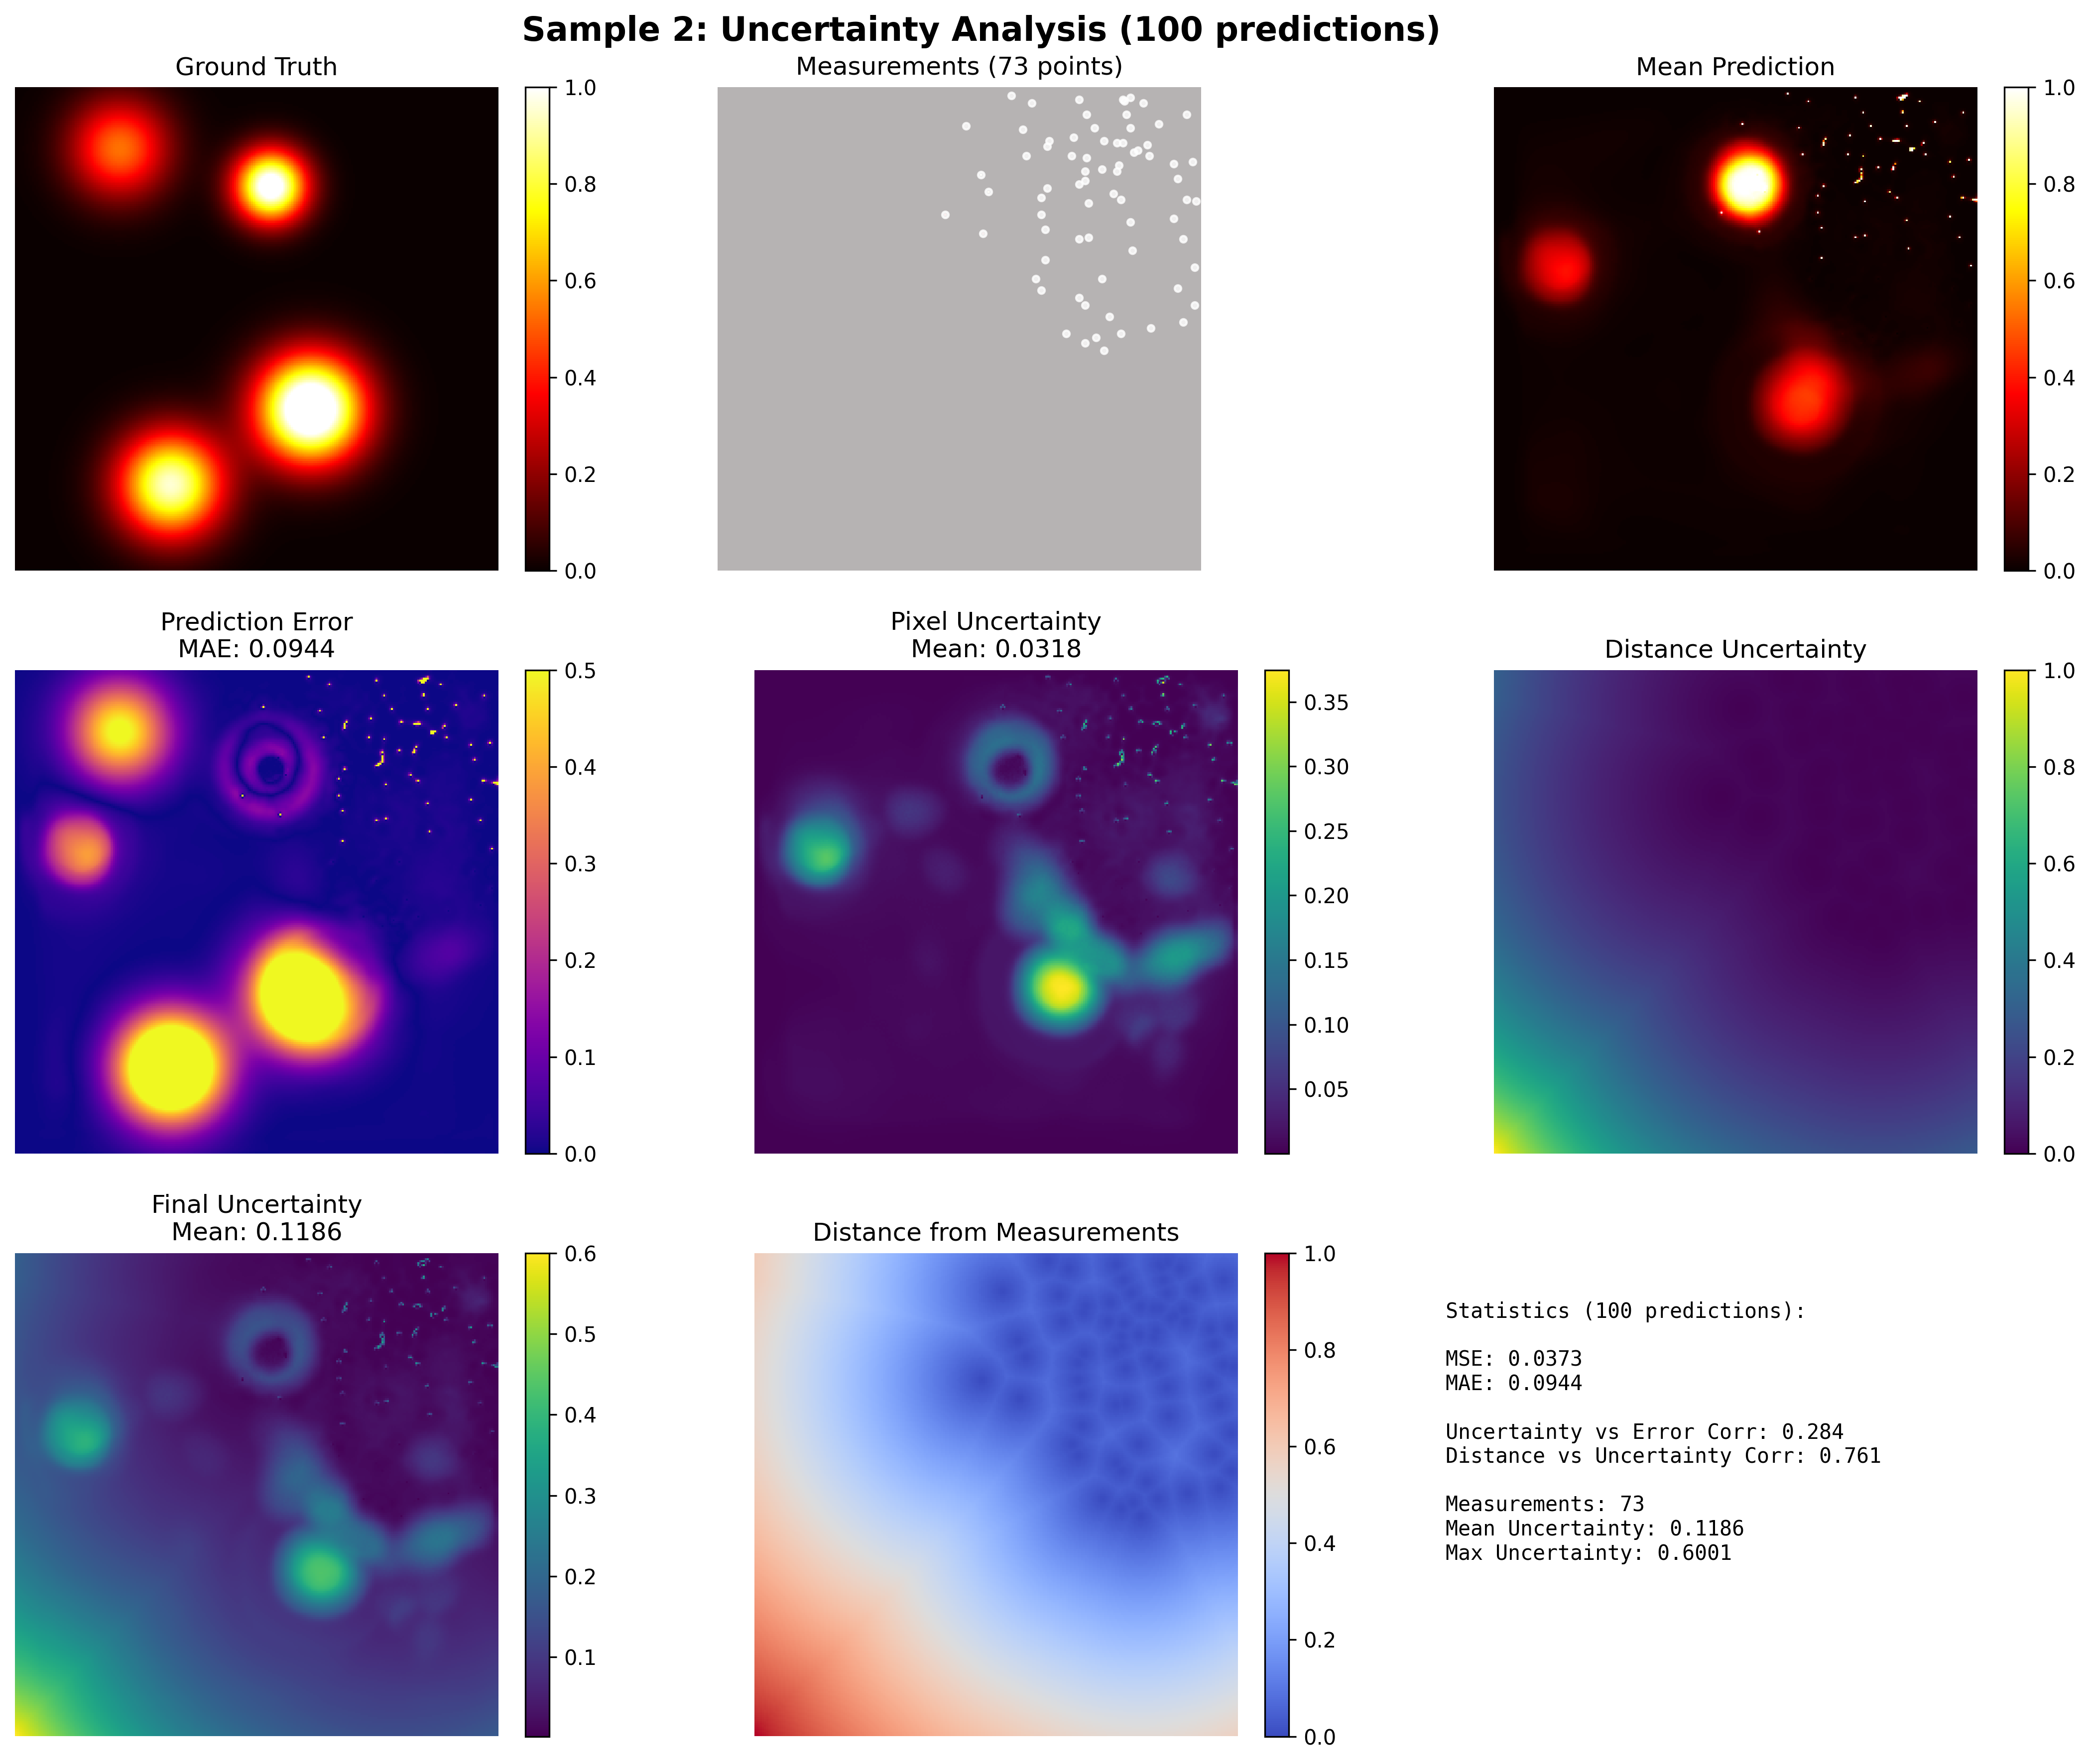 Sample 2: Uncertainty Analysis (100 predictions)
Ground Truth
1.0
0.8
0.6
0.4
0.2
0.0
Measurements (73 points)
Mean Prediction
1.0
0.8
0.6
0.4
0.2
0.0
Prediction Error
MAE: 0.0944
0.5
0.4
0.3
0.2
0.1
0.0
Pixel Uncertainty
Mean: 0.0318
0.35
0.30
0.25
0.20
0.15
0.10
0.05
Distance Uncertainty
1.0
0.8
0.6
0.4
0.2
0.0
Final Uncertainty
Mean: 0.1186
0.6
0.5
0.4
0.3
0.2
0.1
Distance from Measurements
1.0
0.8
0.6
0.4
0.2
0.0
Statistics (100 predictions):
MSE: 0.0373
MAE: 0.0944
Uncertainty vs Error Corr: 0.284
Distance vs Uncertainty Corr: 0.761
Measurements: 73
Mean Uncertainty: 0.1186
Max Uncertainty: 0.6001